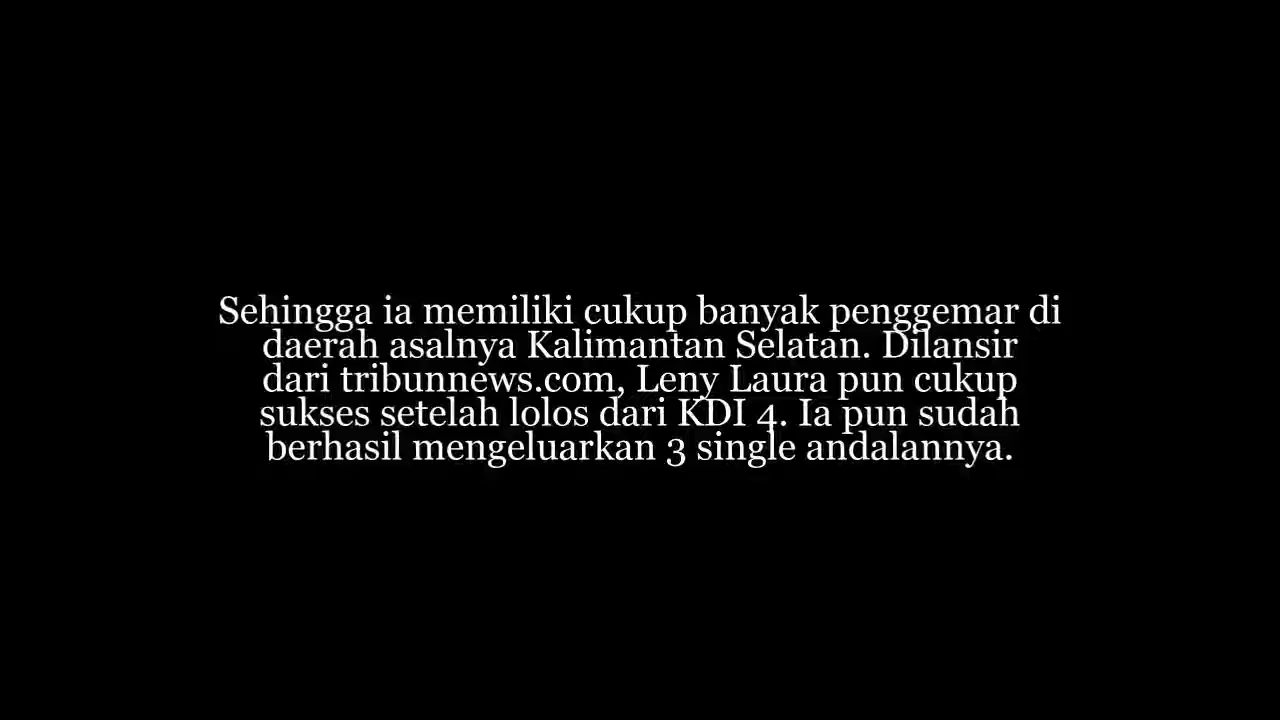 Sehingga ia memiliki cukup banyak penggemar di
daerah asalnya Kalimantan Selatan. Dilansir
dari tribunnews.com, Leny Laura pun cukup
sukses setelah lolos dari KDI 4. Ia pun sudah
berhasil mengeluarkan 3 single andalannya.